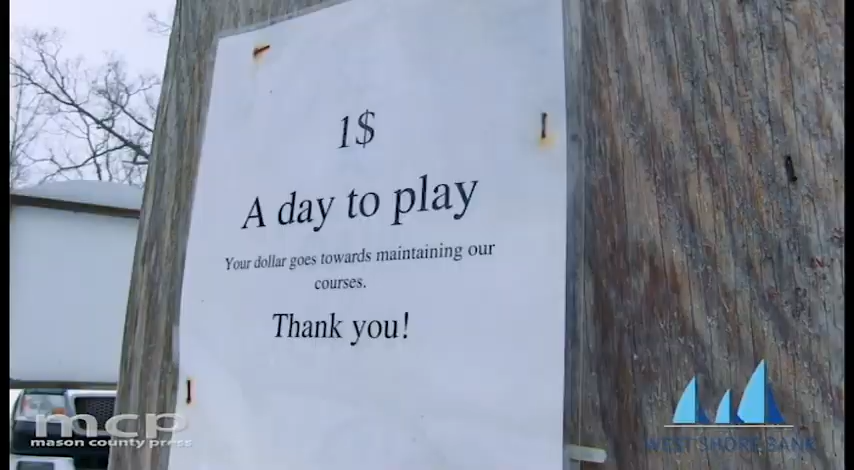 1$
A day to play
Your dollar goes towards maintaining our
courses.
Thank you!
mcp
mason county press
WEST SHORE BANK